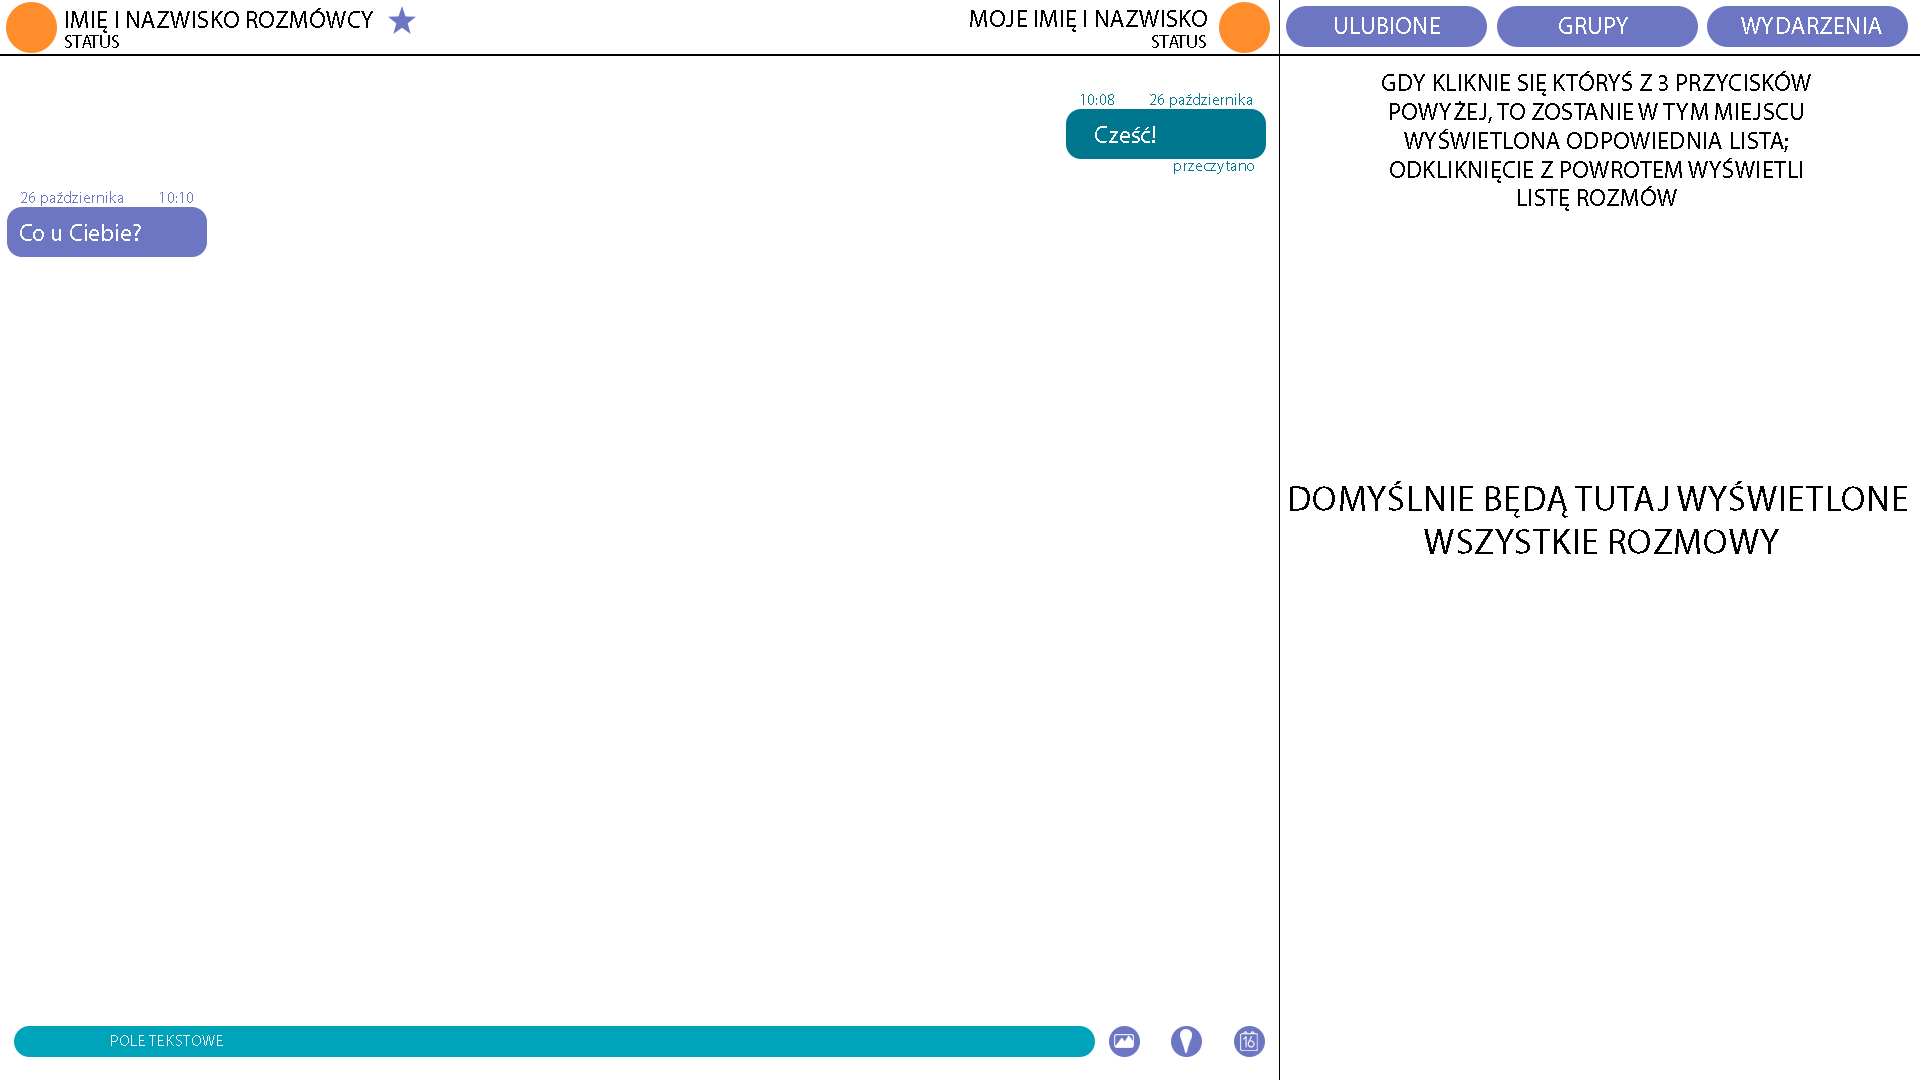 IMIĘ I NAZWISKO ROZMÓWCY
STATUS
MOJE IMIĘ I NAZWISKO
STATUS
ULUBIONE
GRUPY
WYDARZENIA
10:08 26 października
Cześć!
przeczytano
26 października 10:10
Co u Ciebie?
GDY KLIKNIE SIĘ KTÓRYŚ Z 3 PRZYCISKÓW
POWYŻEJ, TO ZOSTANIE W TYM MIEJSCU
WYŚWIETLONA ODPOWIEDNIA LISTA;
ODKLIKNIĘCIE Z POWROTEM WYŚWIETLI
LISTĘ ROZMÓW
DOMYŚLNIE BĘDĄ TUTAJ WYŚWIETLONE
WSZYSTKIE ROZMOWY
POLE TEKSTOWE
16